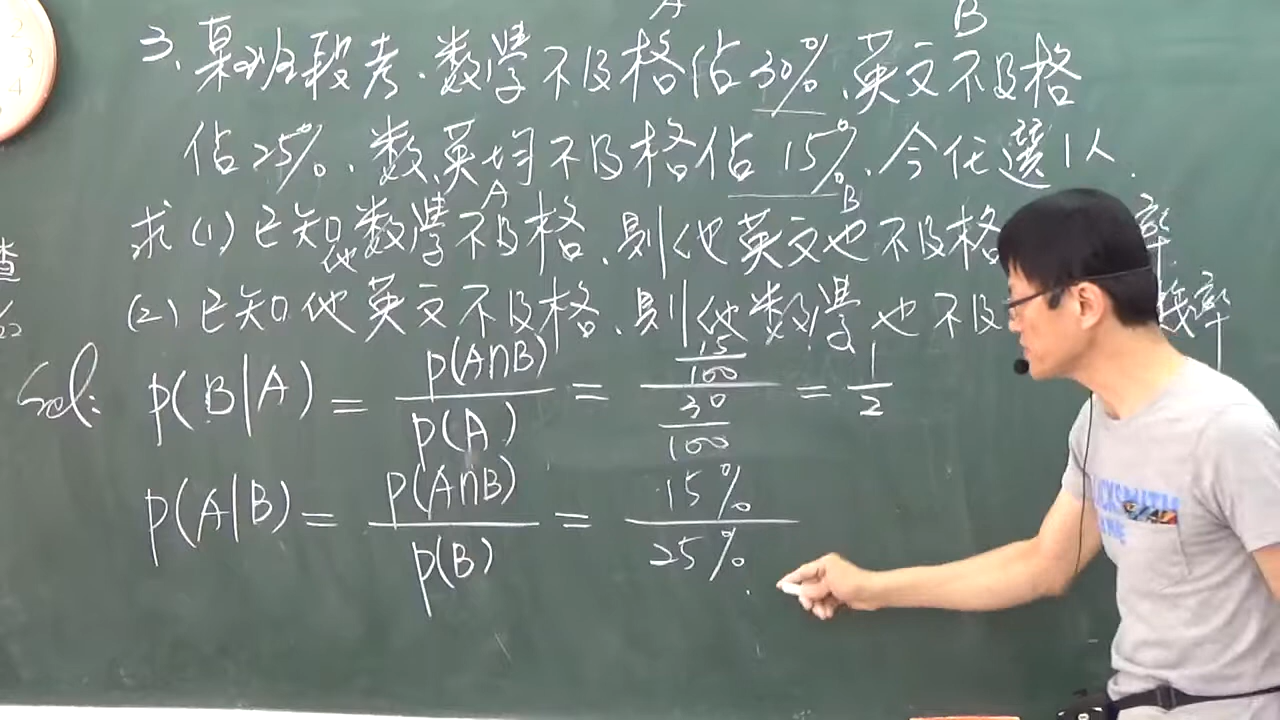 A B
3. 某班段考.數學不及格佔30%.英文不及格
佔25%.數.英均不及格佔15%.今任選1人.
A B
求(1)已知他數學不及格.則他英文也不及格 率
(2)已知他英文不及格.則他數學也不及 機率
Sol: P(B|A) = P(A∩B) / P(A) = (15/100) / (30/100) = 1/2
P(A|B) = P(A∩B) / P(B) = 15% / 25%
查